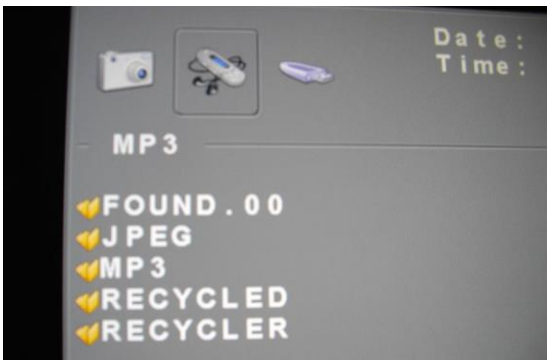 Date:
Time:
MP3
FOUND.00
JPEG
MP3
RECYCLED
RECYCLER